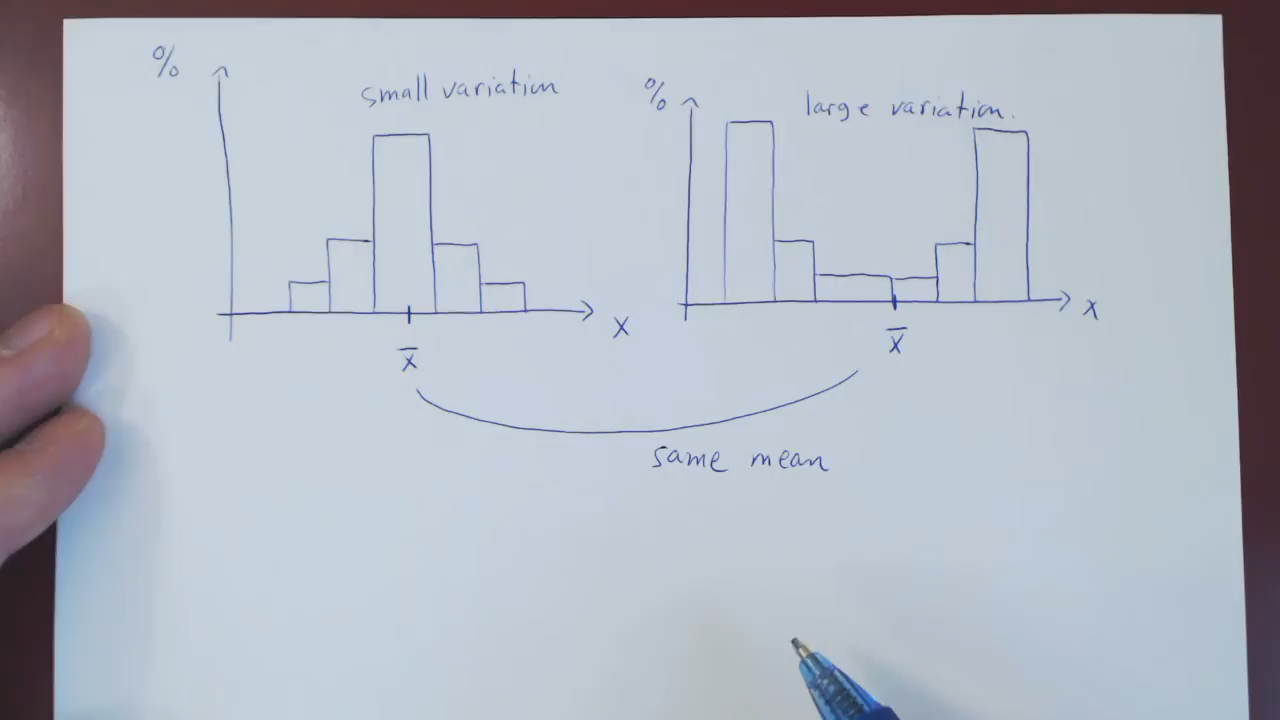 %
small variation
x
x̅
%
large variation.
x
x̅
same mean